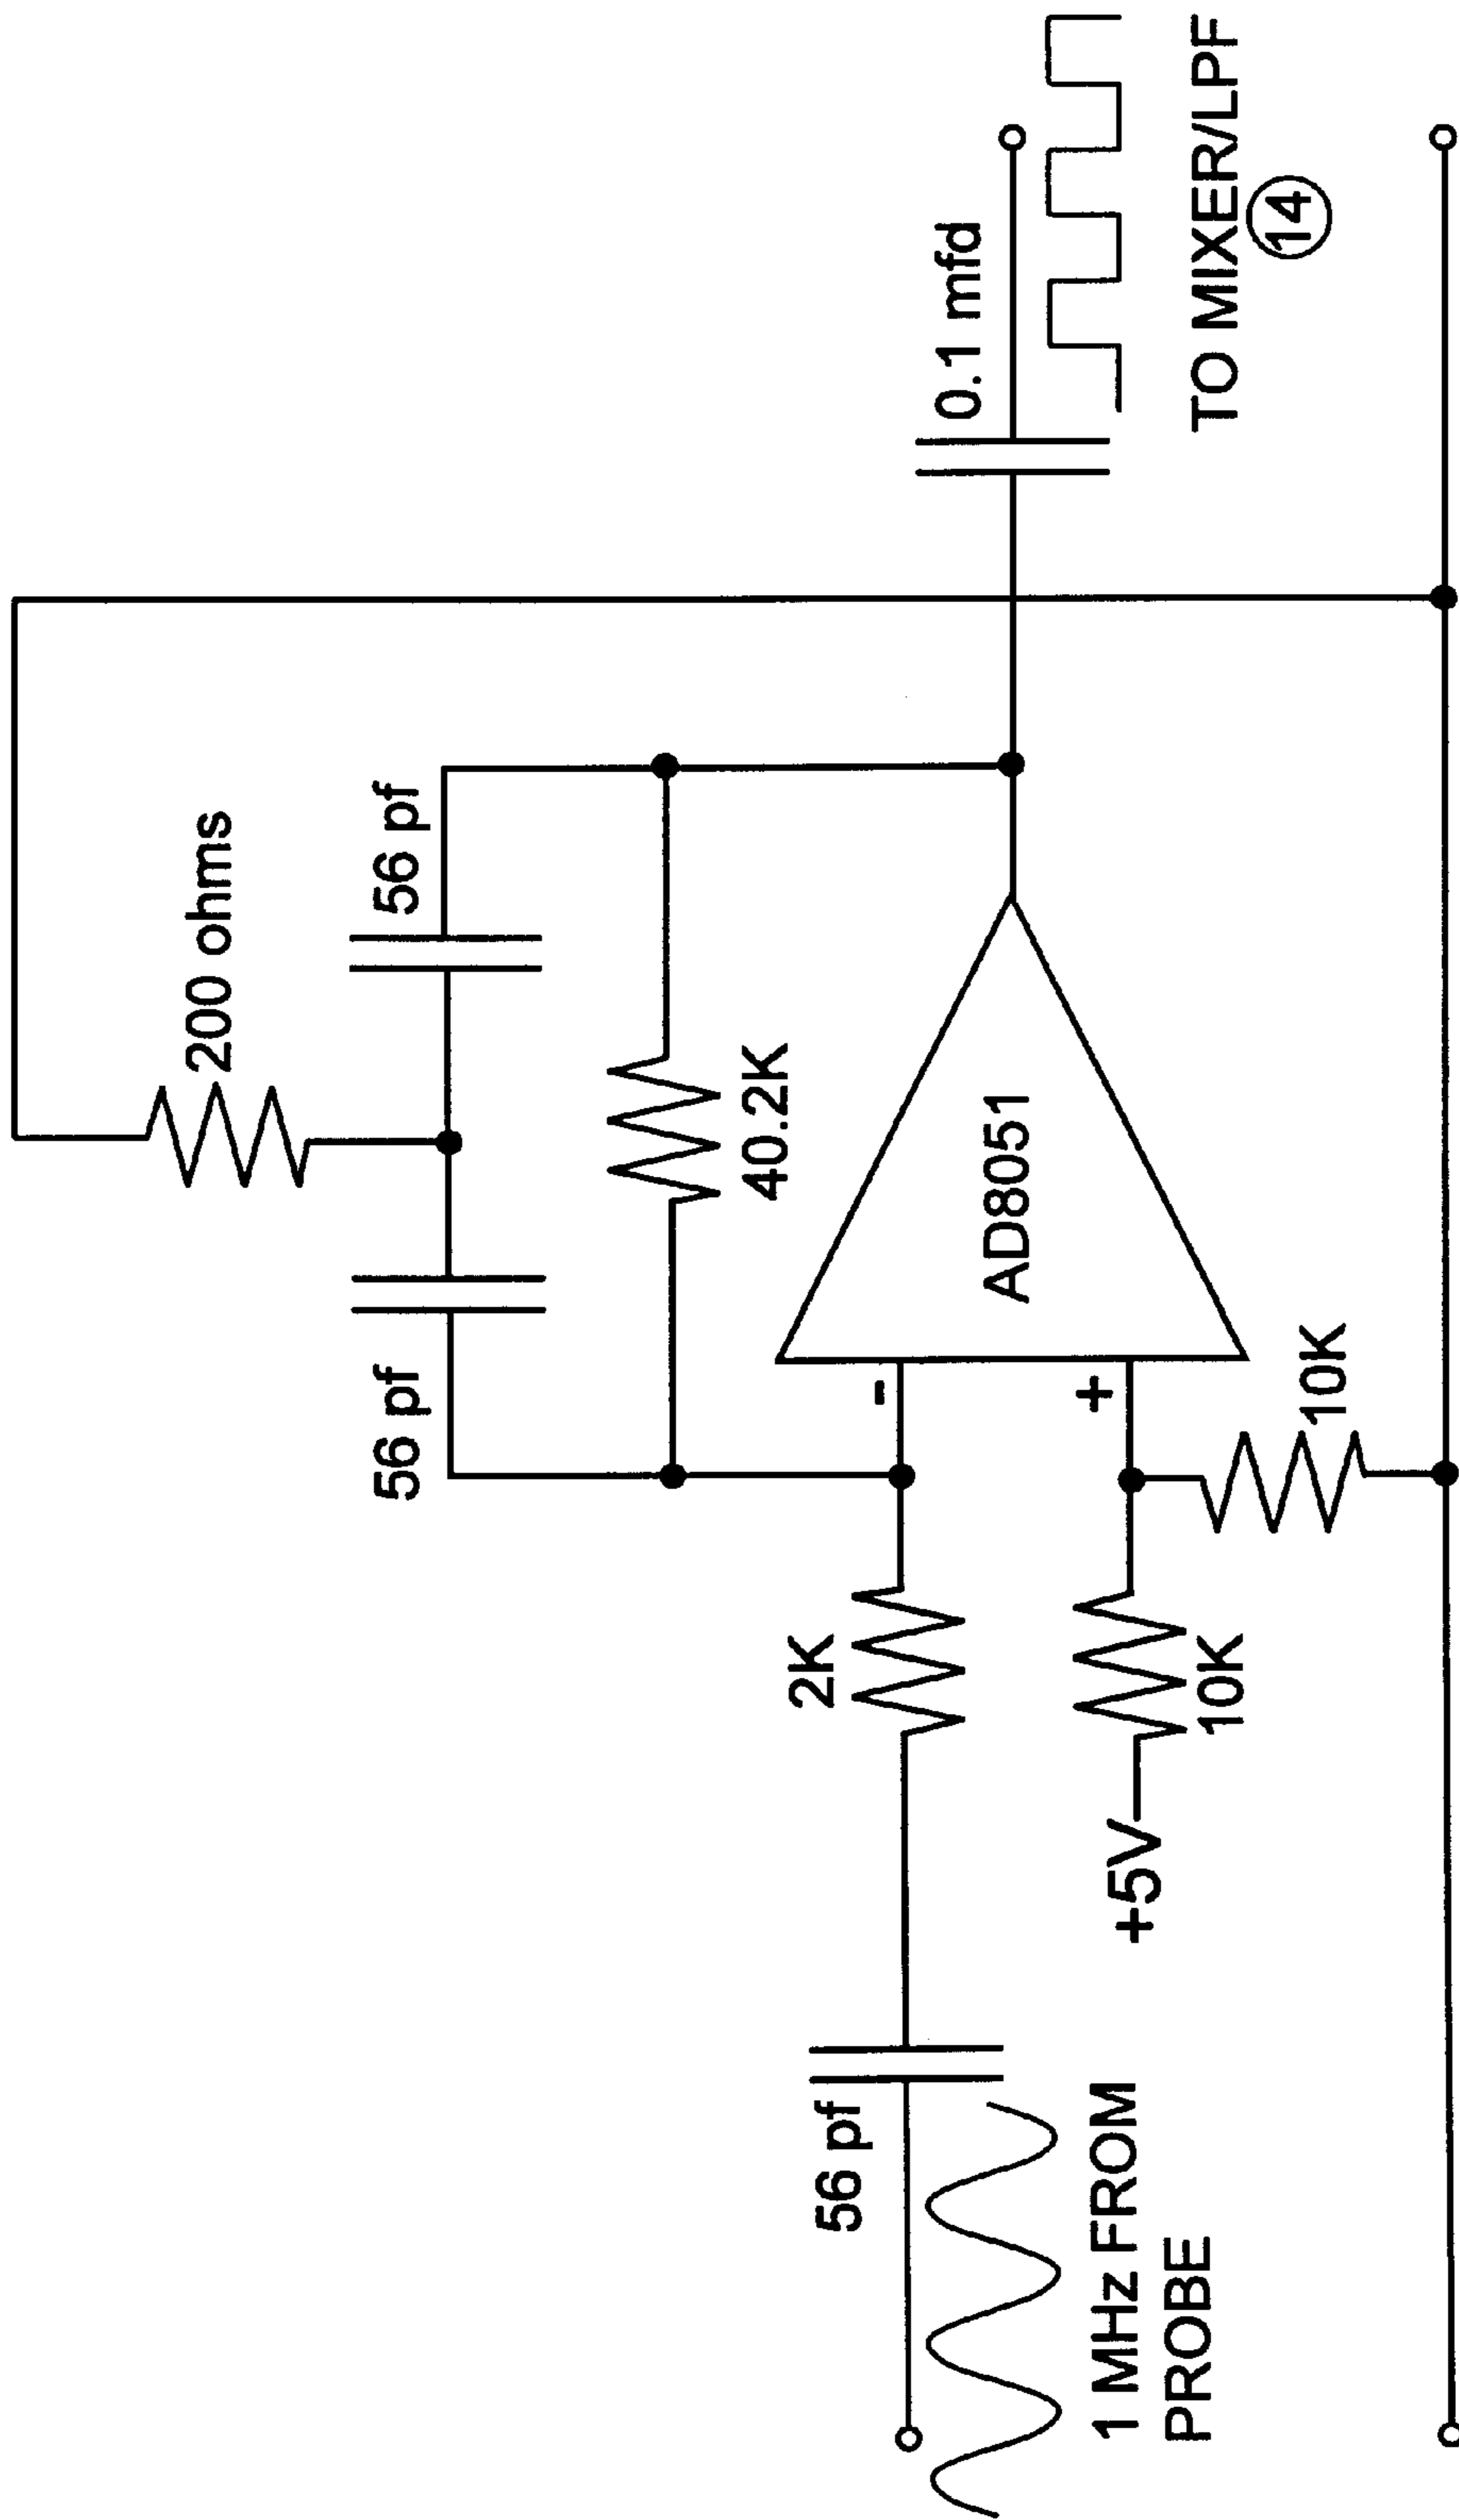 200 ohms
56 pf
56 pf
40.2K
56 pf
2K
-
+
AD8051
+5V
10K
10K
0.1 mfd
1 MHz FROM
PROBE
TO MIXER/LPF
14